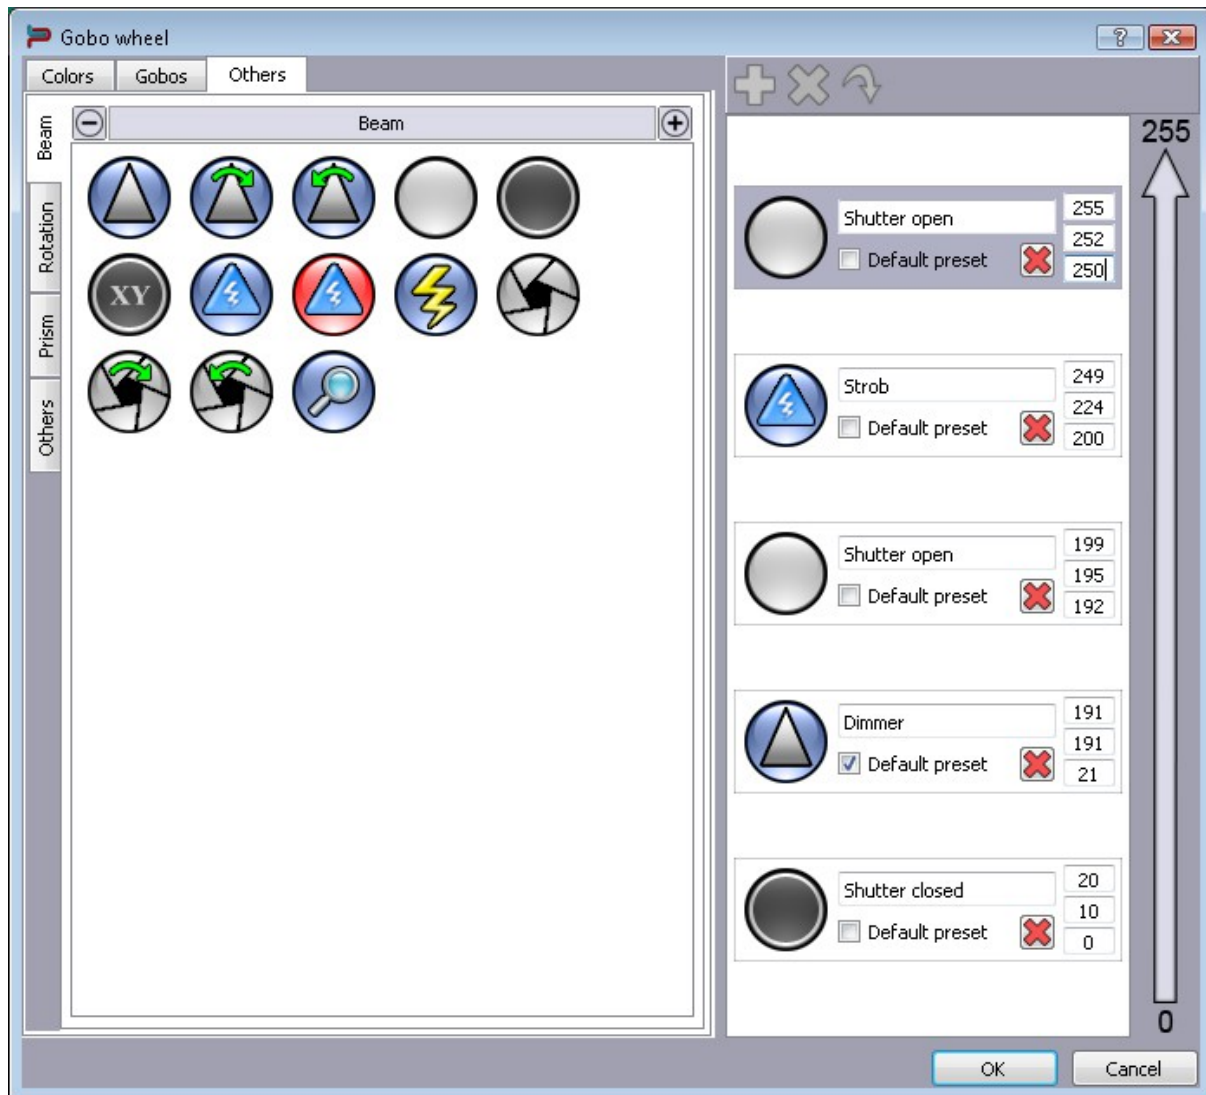 Gobo wheel
Colors
Gobos
Others
Beam
Rotation
Prism
Others
Beam
XY
255
Shutter open
255
Default preset
252
250
Strob
249
Default preset
224
200
Shutter open
199
Default preset
195
192
Dimmer
191
Default preset
191
21
Shutter closed
20
Default preset
10
0
0
OK
Cancel